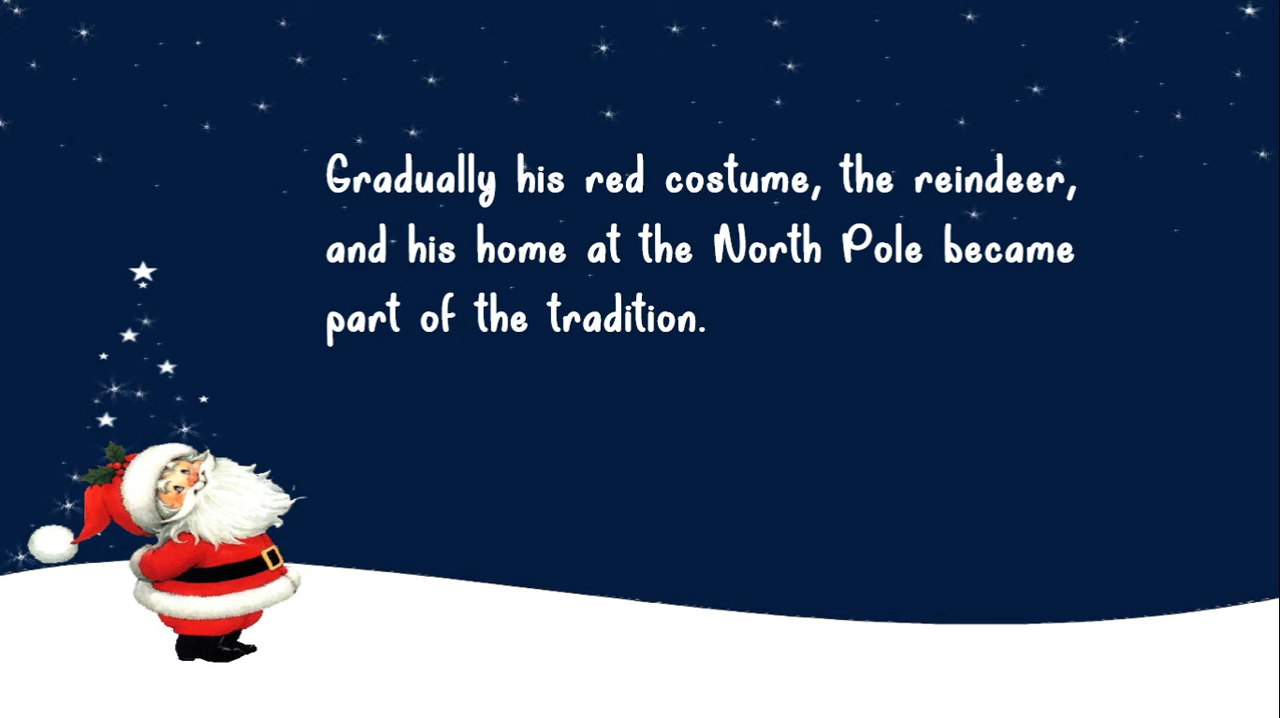 Gradually his red costume, the reindeer,
and his home at the North Pole became
part of the tradition.